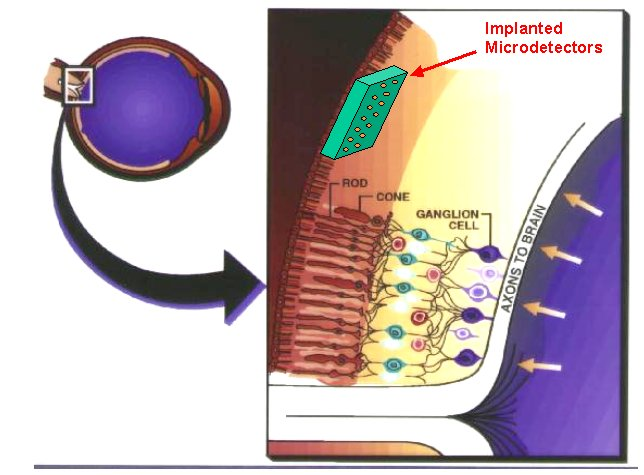 Implanted
Microdetectors
ROD
CONE
GANGLION
CELL
AXONS TO BRAIN